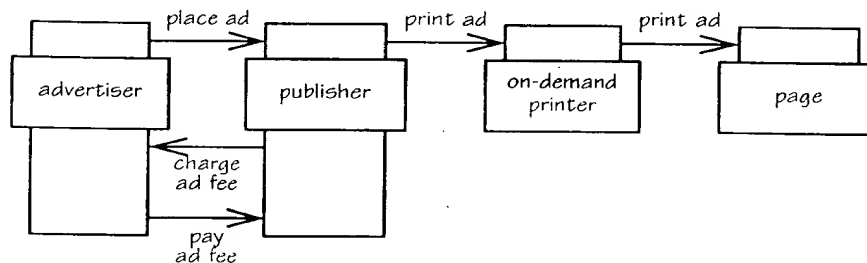 place ad
print ad
print ad
advertiser
publisher
on-demand
printer
page
charge
ad fee
pay
ad fee